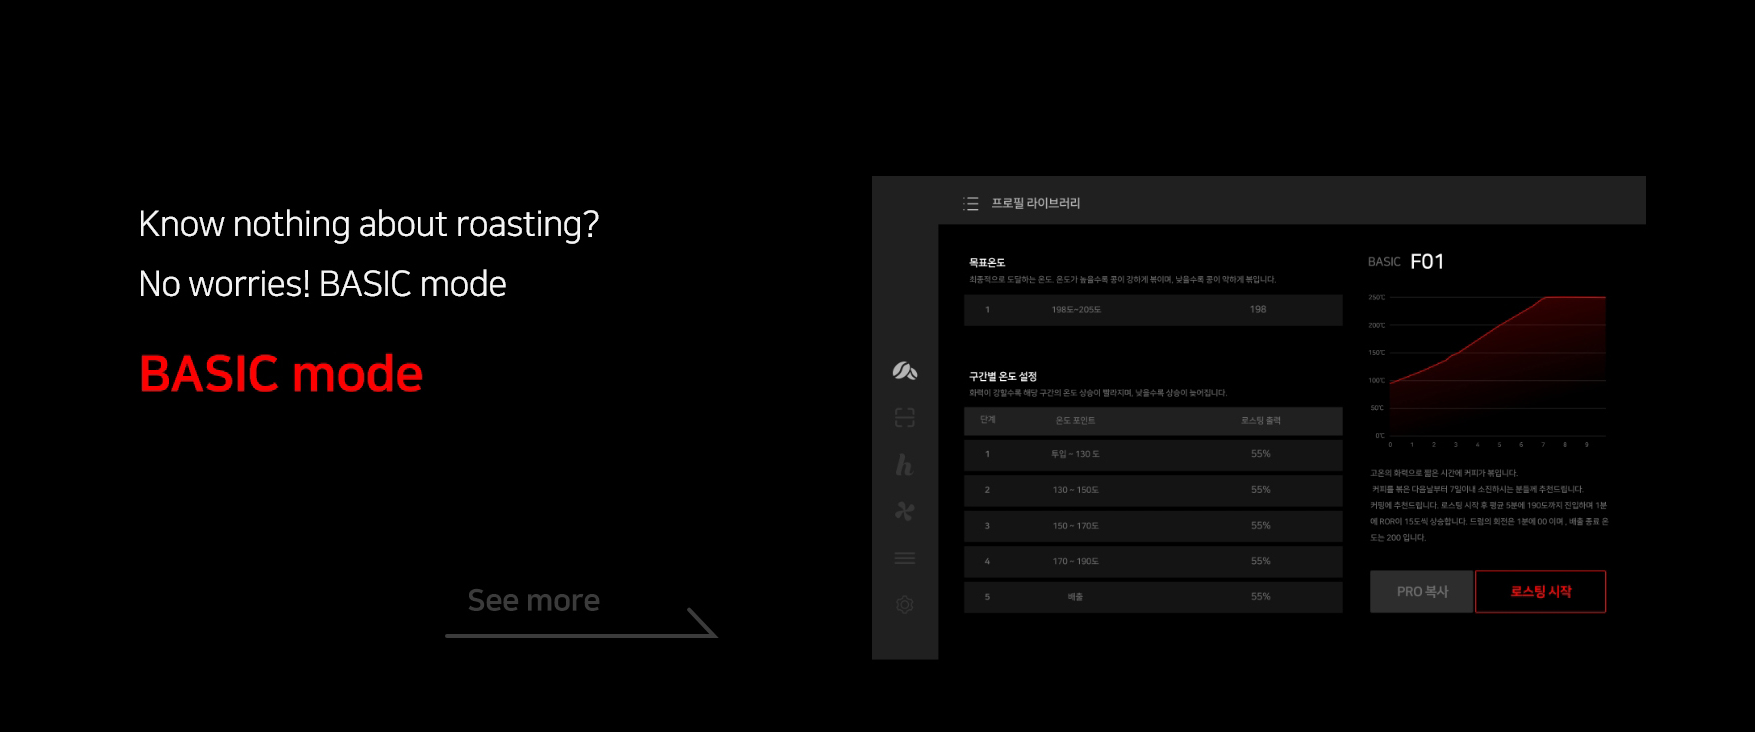 Know nothing about roasting?
No worries! BASIC mode
BASIC mode
See more
프로필 라이브러리
목표온도
최종적으로 도달하는 온도. 온도가 높을수록 콩이 강하게 볶이며, 낮을수록 콩이 약하게 볶입니다.
1 198도~205도 198
구간별 온도 설정
화력이 강할수록 해당 구간의 온도 상승이 빨라지며, 낮을수록 상승이 늦어집니다.
단계 온도 포인트 로스팅 출력
1 투입 ~ 130 도 55%
2 130 ~ 150도 55%
3 150 ~ 170도 55%
4 170 ~ 190도 55%
5 배출 55%
BASIC F01
250℃
200℃
150℃
100℃
50℃
0℃
0 1 2 3 4 5 6 7 8 9
고온의 화력으로 짧은 시간에 커피가 볶입니다.
커피를 볶은 다음날부터 7일이내 소진하시는 분들께 추천드립니다.
커핑에 추천드립니다. 로스팅 시작 후 평균 5분에 190도까지 진입하며 1분
에 ROR이 15도씩 상승합니다. 드럼의 회전은 1분에 00 이며, 배출 종료 온
도는 200 입니다.
PRO 복사
로스팅 시작